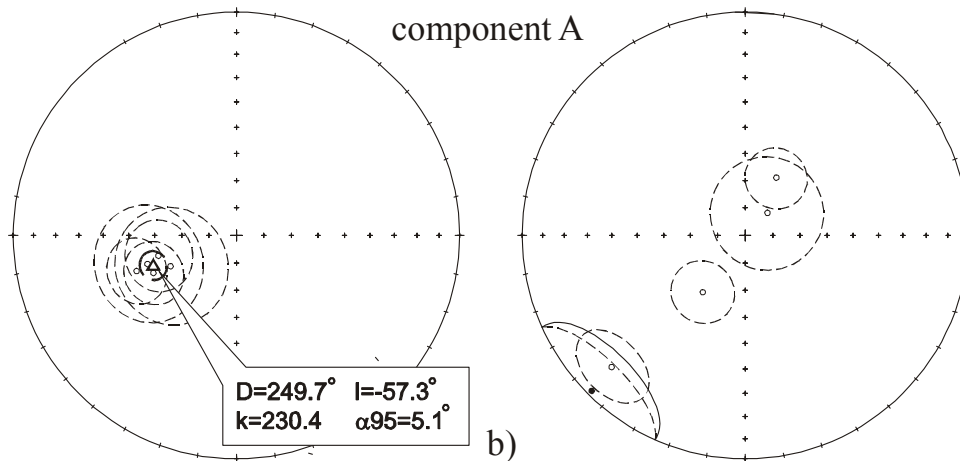 component A
D=249.7° I=-57.3°
k=230.4 α95=5.1°
b)